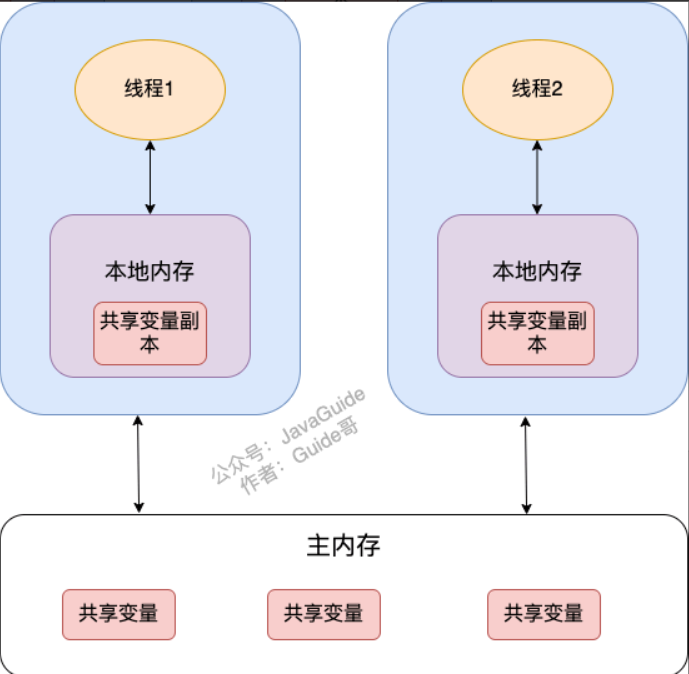 线程1
线程2
本地内存
本地内存
共享变量副
本
共享变量副
本
公众号：JavaGuide
作者：Guide哥
主内存
共享变量
共享变量
共享变量